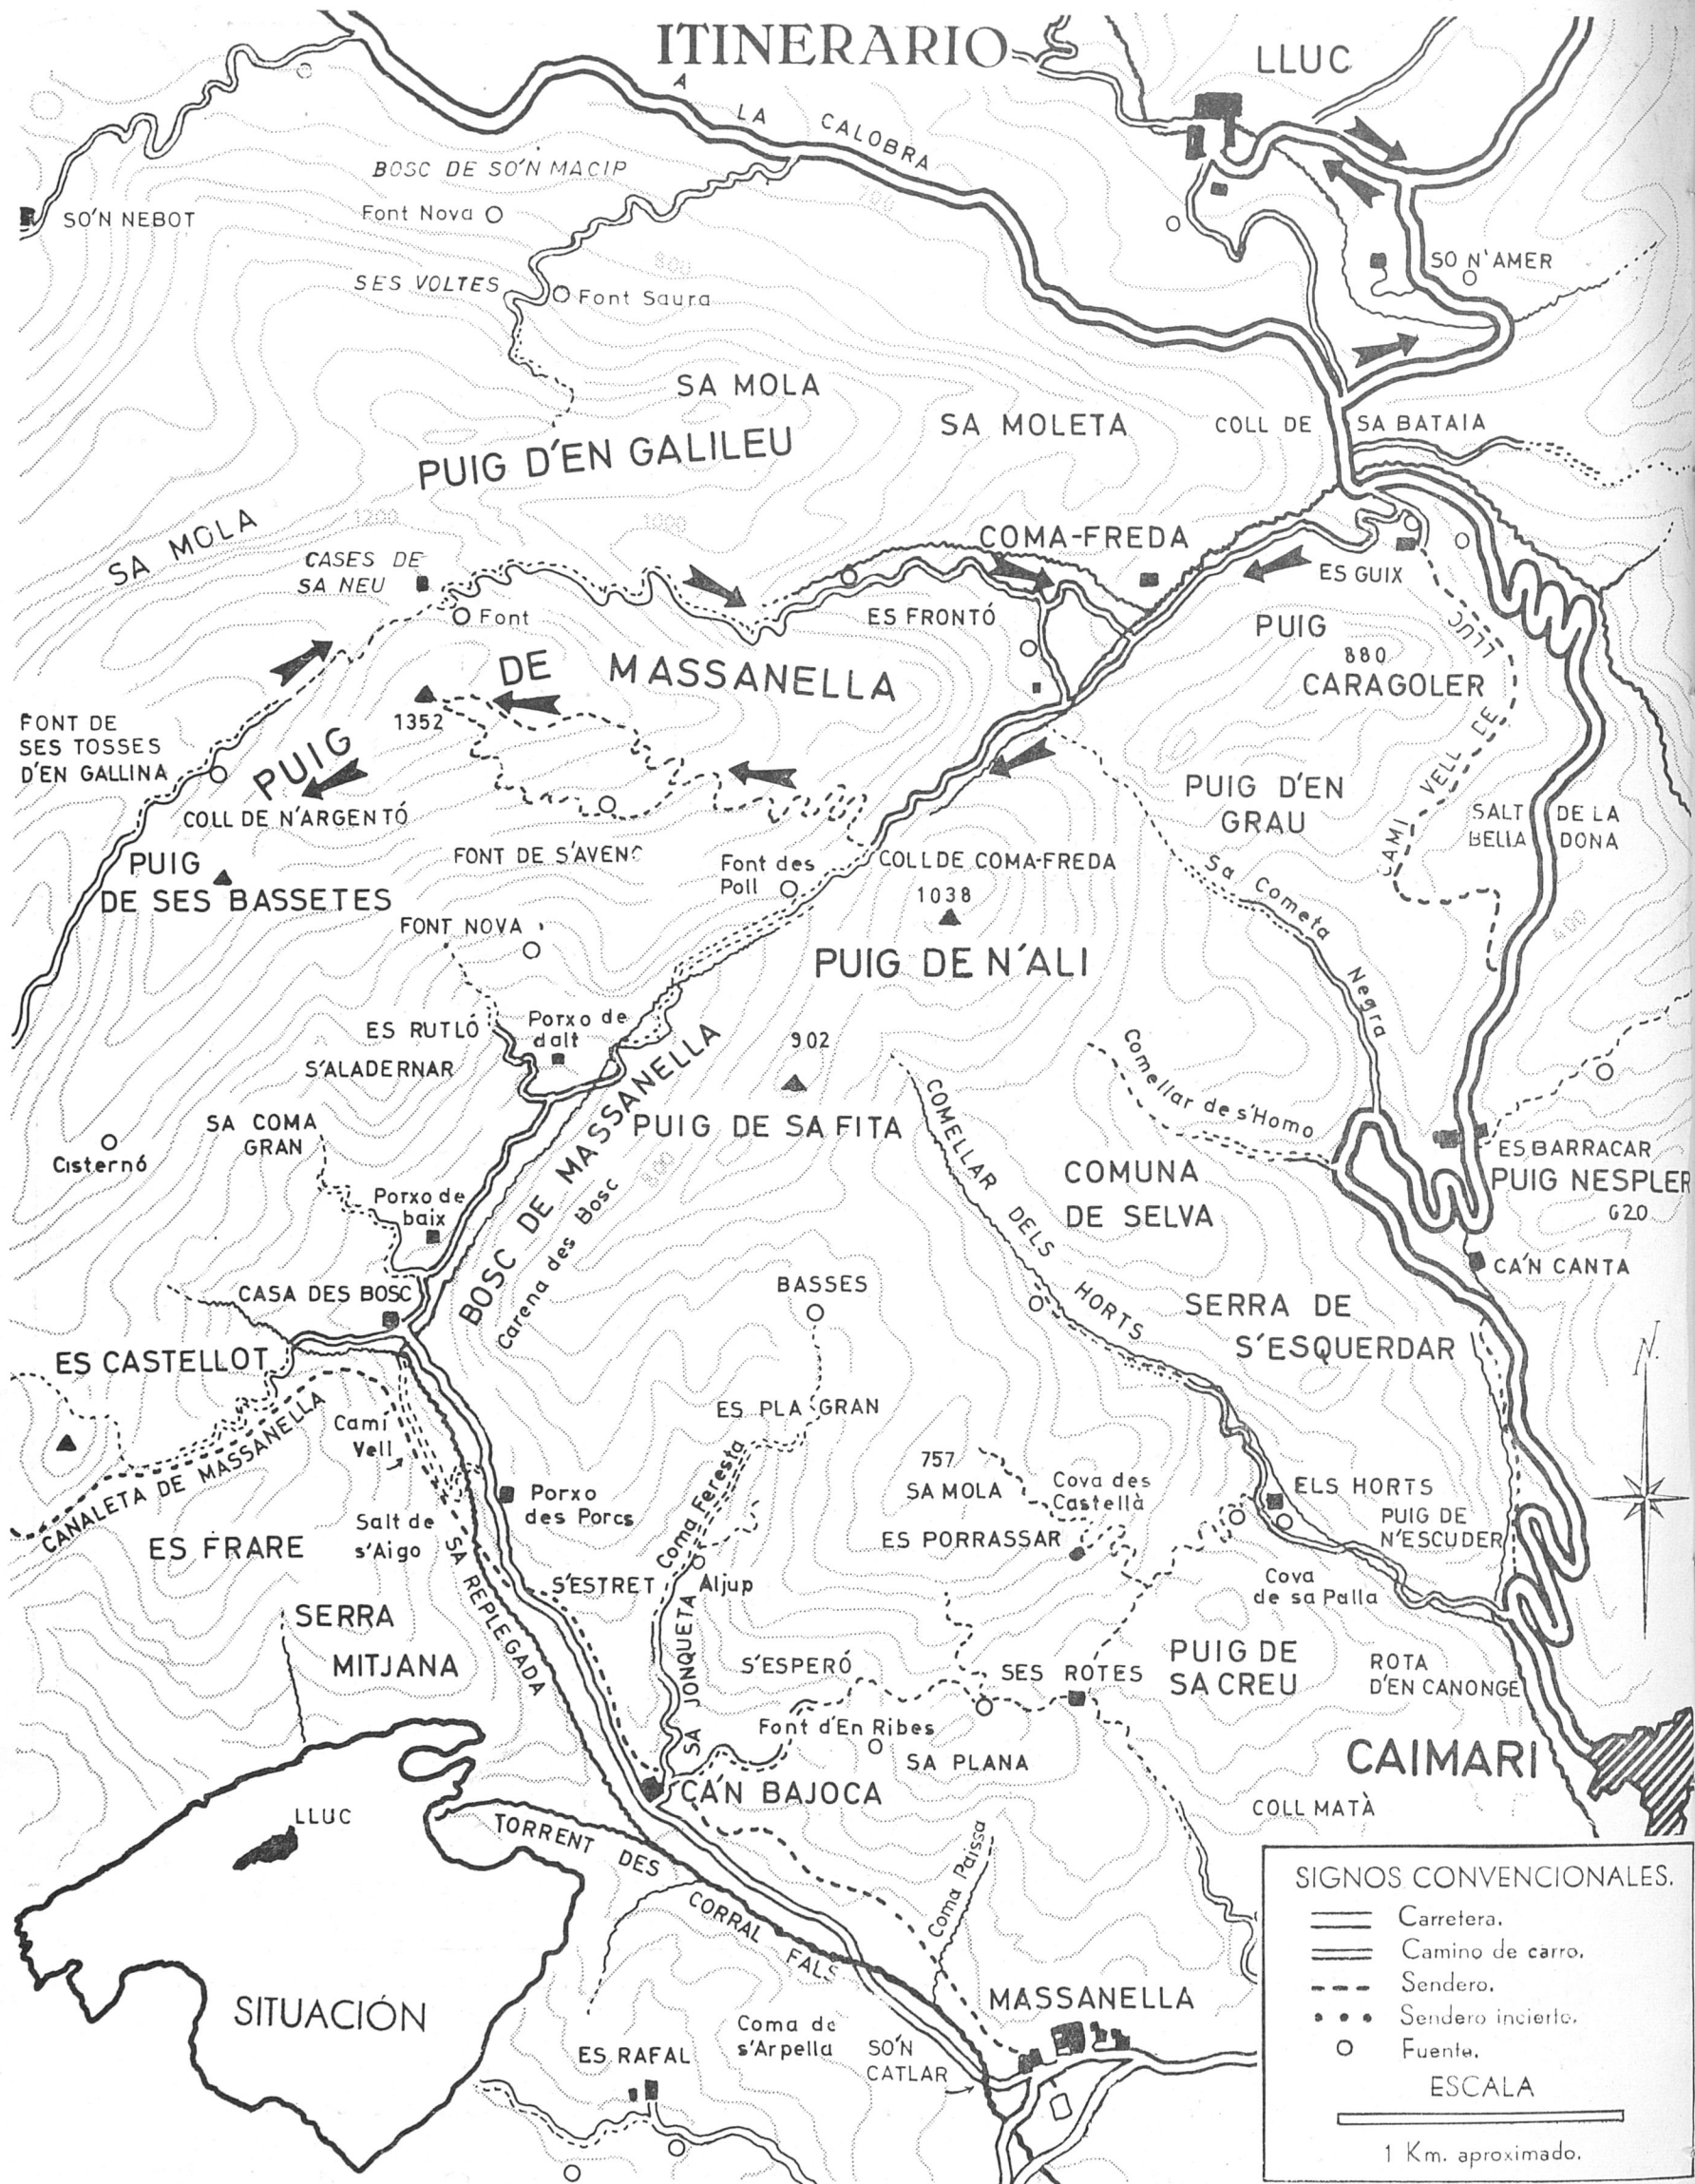 ITINERARIO
LLUC
A LA CALOBRA
BOSC DE SO'N MACIP
SO'N NEBOT
Font Nova
700
SO N'AMER
800
SES VOLTES
Font Saura
SA MOLA
SA MOLETA
COLL DE SA BATAIA
PUIG D'EN GALILEU
1200
1000
SA MOLA
COMA-FREDA
CASES DE
SA NEU
ES GUIX
Font
ES FRONTÓ
PUIG
880
CARAGOLER
CAMI VELL DE LLUC
PUIG DE MASSANELLA
1352
FONT DE
SES TOSSES
D'EN GALLINA
COLL DE N'ARGENTÓ
PUIG D'EN
GRAU
SALT DE LA
BELLA DONA
PUIG
DE SES BASSETES
FONT DE S'AVENC
Font des
Poll
COLL DE COMA-FREDA
1038
Sa Cometa Negra
400
FONT NOVA
PUIG DE N'ALI
ES RUTLÓ
Porxo de
dalt
902
S'ALADERNAR
Comellar de s'Homo
SA COMA
GRAN
BOSC DE MASSANELLA
PUIG DE SA FITA
COMELLAR DELS HORTS
Cisternó
ES BARRACAR
COMUNA
DE SELVA
PUIG NESPLER
620
Porxo de
baix
Carena des Bosc
800
CA'N CANTA
CASA DES BOSC
BASSES
SERRA DE
S'ESQUERDAR
N.
ES CASTELLOT
ES PLA GRAN
CANALETA DE MASSANELLA
Camí
Vell
757
SA MOLA
Cova des
Castellà
Porxo
des Porcs
Coma Feresta
ELS HORTS
Salt de
s'Aigo
ES FRARE
ES PORRASSAR
PUIG DE
N'ESCUDER
SA REPLEGADA
S'ESTRET
Aljup
Cova
de sa Palla
SERRA
MITJANA
SA JONQUETA
S'ESPERÓ
SES ROTES
PUIG DE
SA CREU
ROTA
D'EN CANONGE
Font d'En Ribes
SA PLANA
CAIMARI
CA'N BAJOCA
COLL MATÀ
LLUC
TORRENT DES CORRAL FALS
Coma Paissa
SITUACIÓN
MASSANELLA
Coma de
s'Arpella
ES RAFAL
SO'N
CATLAR
SIGNOS CONVENCIONALES.
Carretera.
Camino de carro.
Sendero.
Sendero incierto.
Fuente.
ESCALA
1 Km. aproximado.